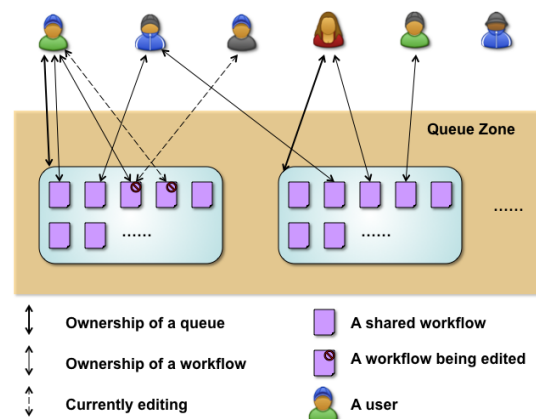 Queue Zone
......
......
......
Ownership of a queue
A shared workflow
Ownership of a workflow
A workflow being edited
Currently editing
A user